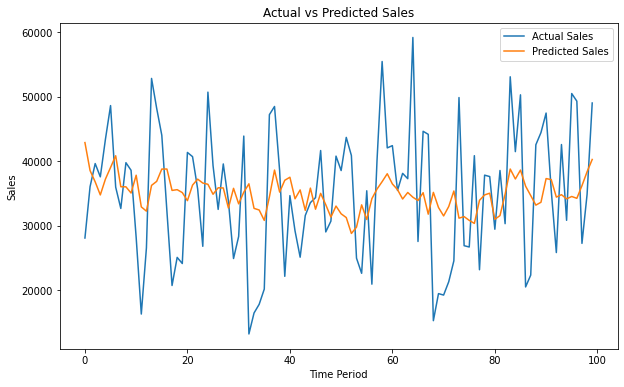 Actual vs Predicted Sales
Actual Sales
Predicted Sales
60000
50000
40000
30000
20000
Sales
0 20 40 60 80 100
Time Period